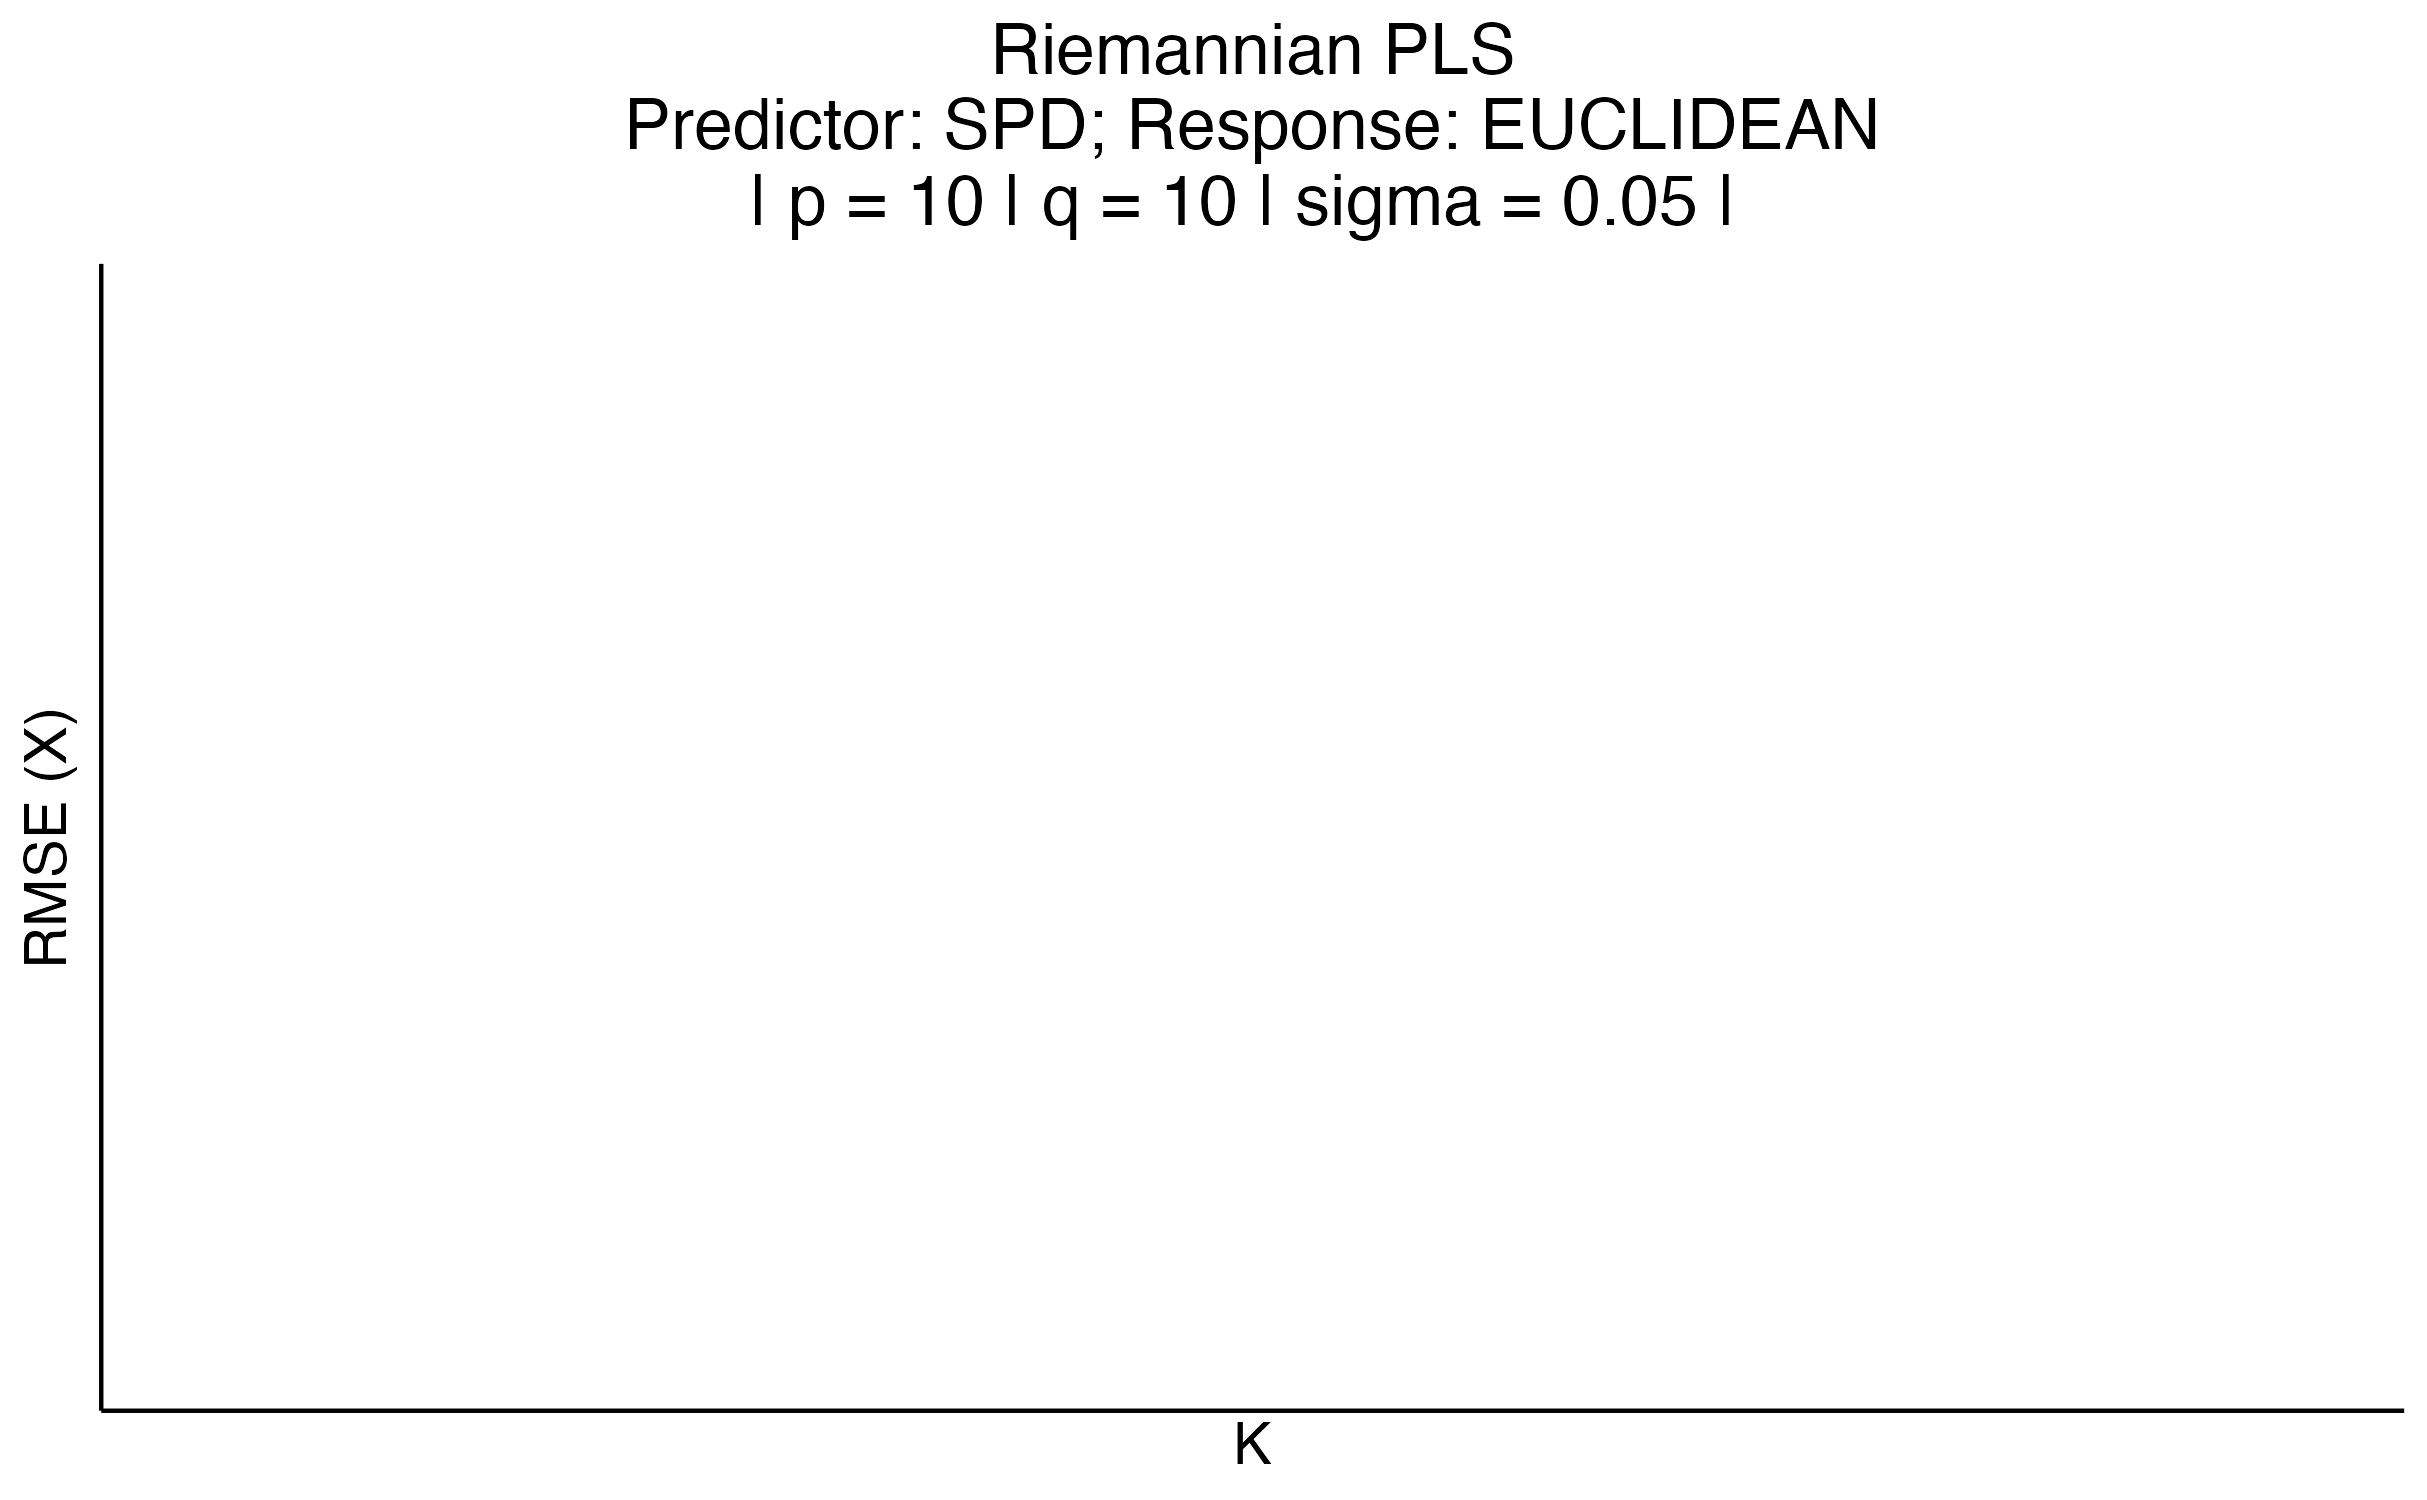 Riemannian PLS
Predictor: SPD; Response: EUCLIDEAN
| p = 10 | q = 10 | sigma = 0.05 |
RMSE (X)
K